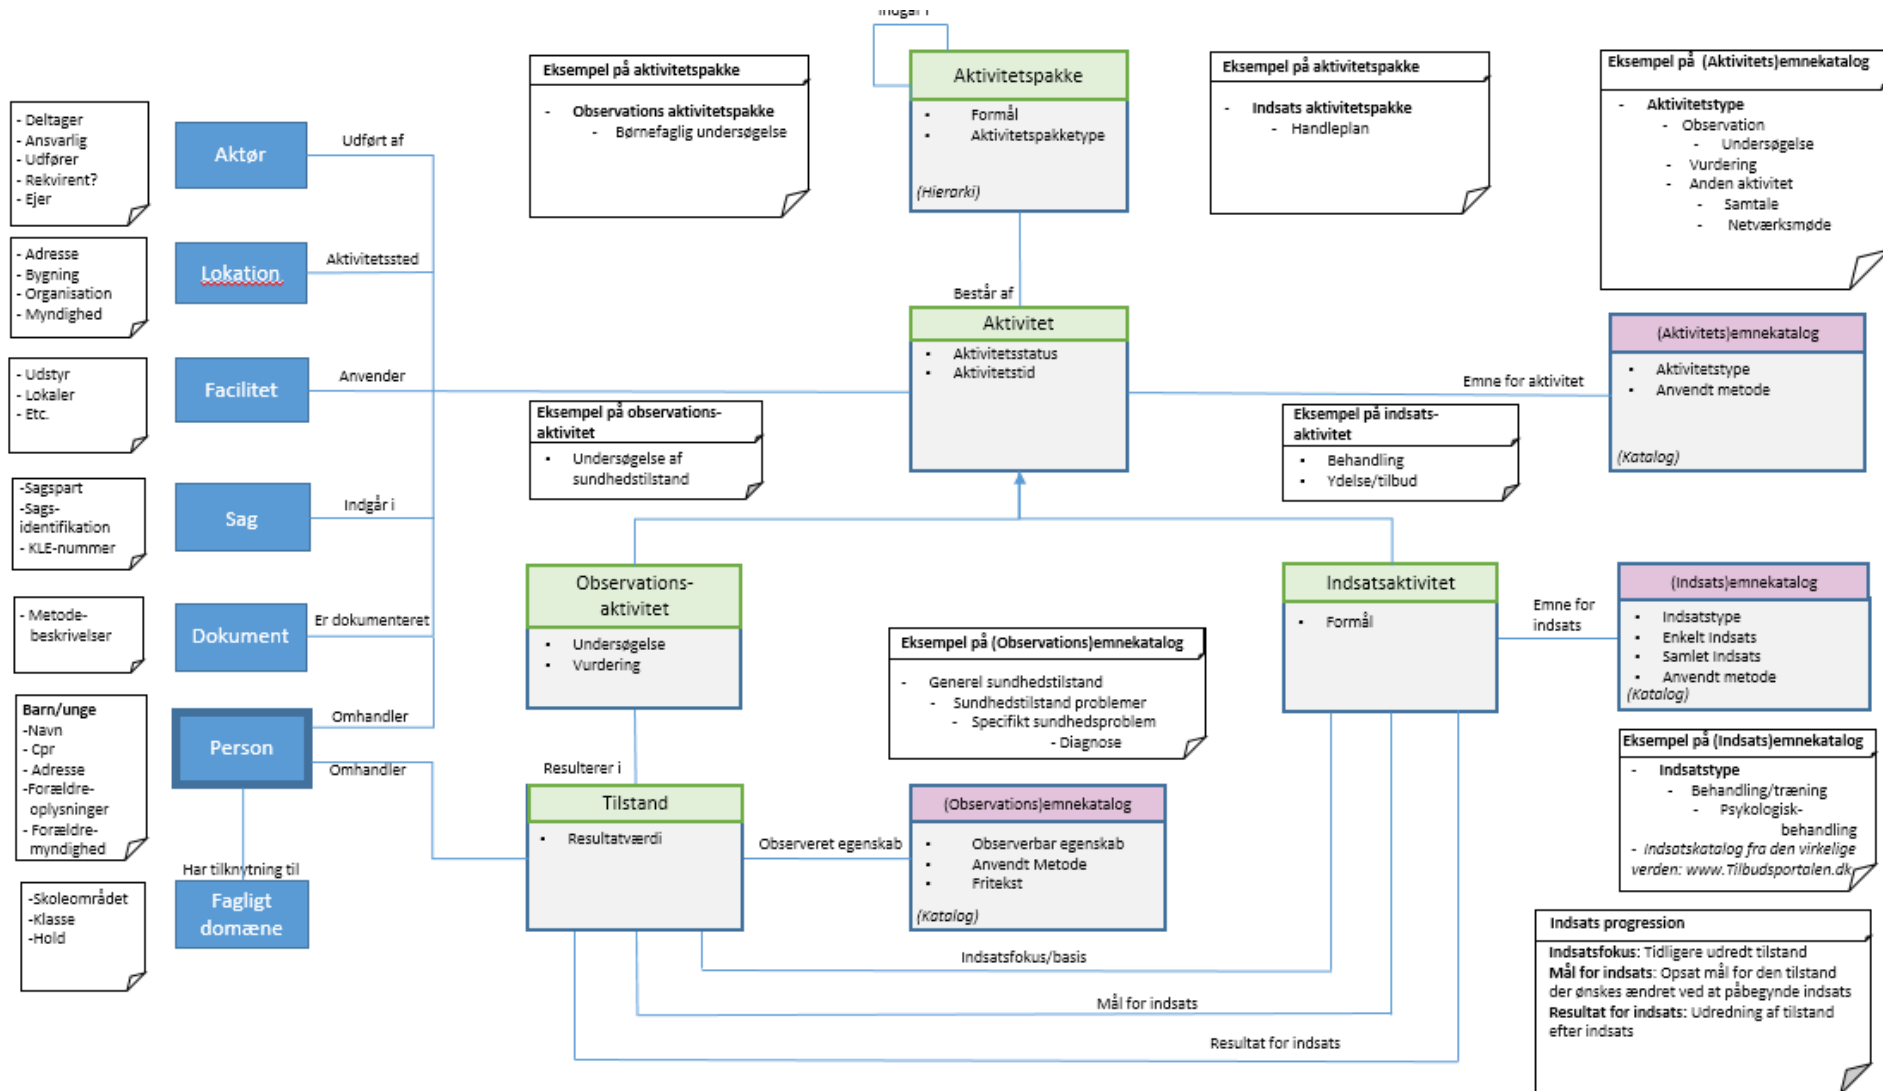 Indgår i
Eksempel på aktivitetspakke
- Observations aktivitetspakke
- Børnefaglig undersøgelse
Aktivitetspakke
▪ Formål
▪ Aktivitetspakketype
(Hierarki)
Eksempel på aktivitetspakke
- Indsats aktivitetspakke
- Handleplan
Eksempel på (Aktivitets)emnekatalog
- Aktivitetstype
- Observation
- Undersøgelse
- Vurdering
- Anden aktivitet
- Samtale
- Netværksmøde
- Deltager
- Ansvarlig
- Udfører
- Rekvirent?
- Ejer
Aktør
Udført af
- Adresse
- Bygning
- Organisation
- Myndighed
Lokation
Aktivitetssted
Består af
Aktivitet
▪ Aktivitetsstatus
▪ Aktivitetstid
Emne for aktivitet
(Aktivitets)emnekatalog
▪ Aktivitetstype
▪ Anvendt metode
(Katalog)
- Udstyr
- Lokaler
- Etc.
Facilitet
Anvender
Eksempel på observations-
aktivitet
▪ Undersøgelse af
sundhedstilstand
Eksempel på indsats-
aktivitet
▪ Behandling
▪ Ydelse/tilbud
-Sagspart
-Sags-
identifikation
- KLE-nummer
Sag
Indgår i
Observations-
aktivitet
▪ Undersøgelse
▪ Vurdering
Indsatsaktivitet
▪ Formål
Emne for
indsats
(Indsats)emnekatalog
▪ Indsatstype
▪ Enkelt Indsats
▪ Samlet Indsats
▪ Anvendt metode
(Katalog)
- Metode-
beskrivelser
Dokument
Er dokumenteret
Eksempel på (Observations)emnekatalog
- Generel sundhedstilstand
- Sundhedstilstand problemer
- Specifikt sundhedsproblem
- Diagnose
Barn/unge
-Navn
- Cpr
- Adresse
-Forældre-
oplysninger
- Forældre-
myndighed
Person
Omhandler
Omhandler
Resulterer i
Tilstand
▪ Resultatværdi
Observeret egenskab
(Observations)emnekatalog
▪ Observerbar egenskab
▪ Anvendt Metode
▪ Fritekst
(Katalog)
Eksempel på (Indsats)emnekatalog
- Indsatstype
- Behandling/træning
- Psykologisk-
behandling
- Indsatskatalog fra den virkelige
verden: www.Tilbudsportalen.dk
Har tilknytning til
-Skoleområdet
-Klasse
-Hold
Fagligt
domæne
Indsatsfokus/basis
Mål for indsats
Resultat for indsats
Indsats progression
Indsatsfokus: Tidligere udredt tilstand
Mål for indsats: Opsat mål for den tilstand
der ønskes ændret ved at påbegynde indsats
Resultat for indsats: Udredning af tilstand
efter indsats